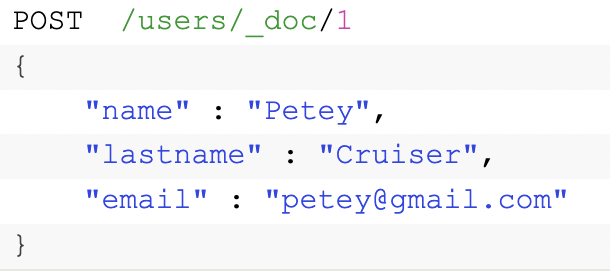 POST  /users/_doc/1
{
    "name" : "Petey",
    "lastname" : "Cruiser",
    "email" : "petey@gmail.com"
}